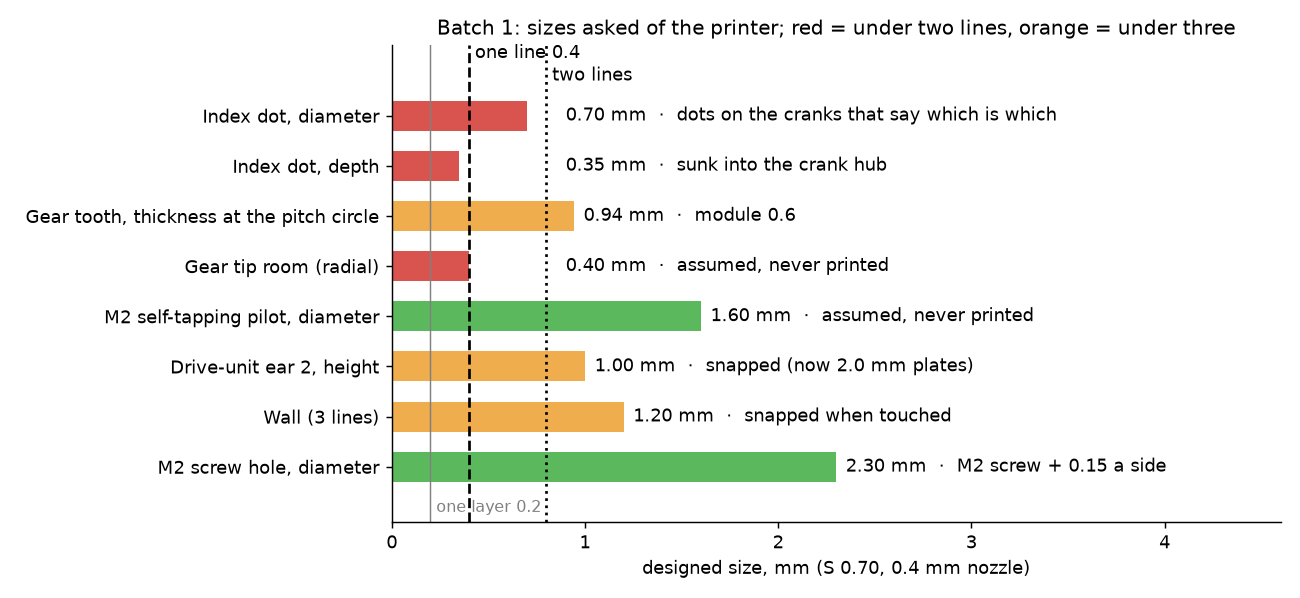 Batch 1: sizes asked of the printer; red = under two lines, orange = under three
one line 0.4
two lines
Index dot, diameter 0.70 mm · dots on the cranks that say which is which
Index dot, depth 0.35 mm · sunk into the crank hub
Gear tooth, thickness at the pitch circle 0.94 mm · module 0.6
Gear tip room (radial) 0.40 mm · assumed, never printed
M2 self-tapping pilot, diameter 1.60 mm · assumed, never printed
Drive-unit ear 2, height 1.00 mm · snapped (now 2.0 mm plates)
Wall (3 lines) 1.20 mm · snapped when touched
M2 screw hole, diameter 2.30 mm · M2 screw + 0.15 a side
one layer 0.2
0 1 2 3 4
designed size, mm (S 0.70, 0.4 mm nozzle)